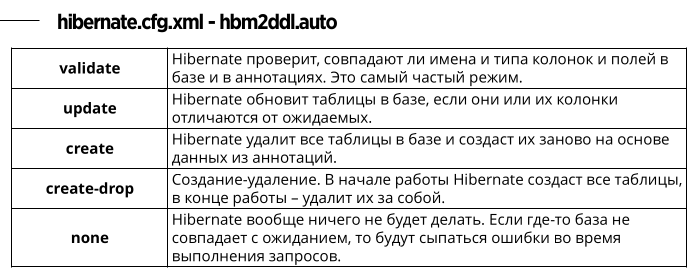 hibernate.cfg.xml - hbm2ddl.auto
validate
Hibernate проверит, совпадают ли имена и типа колонок и полей в
базе и в аннотациях. Это самый частый режим.
update
Hibernate обновит таблицы в базе, если они или их колонки
отличаются от ожидаемых.
create
Hibernate удалит все таблицы в базе и создаст их заново на основе
данных из аннотаций.
create-drop
Создание-удаление. В начале работы Hibernate создаст все таблицы,
в конце работы – удалит их за собой.
none
Hibernate вообще ничего не будет делать. Если где-то база не
совпадает с ожиданием, то будут сыпаться ошибки во время
выполнения запросов.